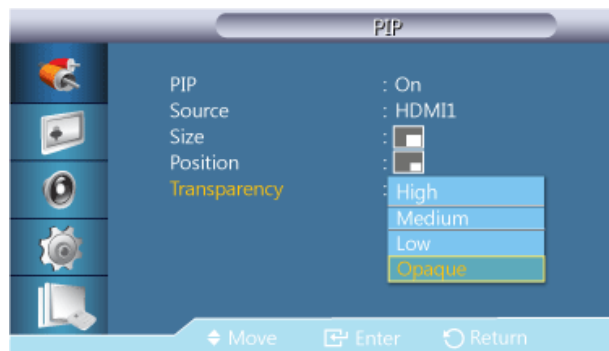 PIP
PIP : On
Source : HDMI1
Size :
Position :
Transparency :
High
Medium
Low
Opaque
Move Enter Return